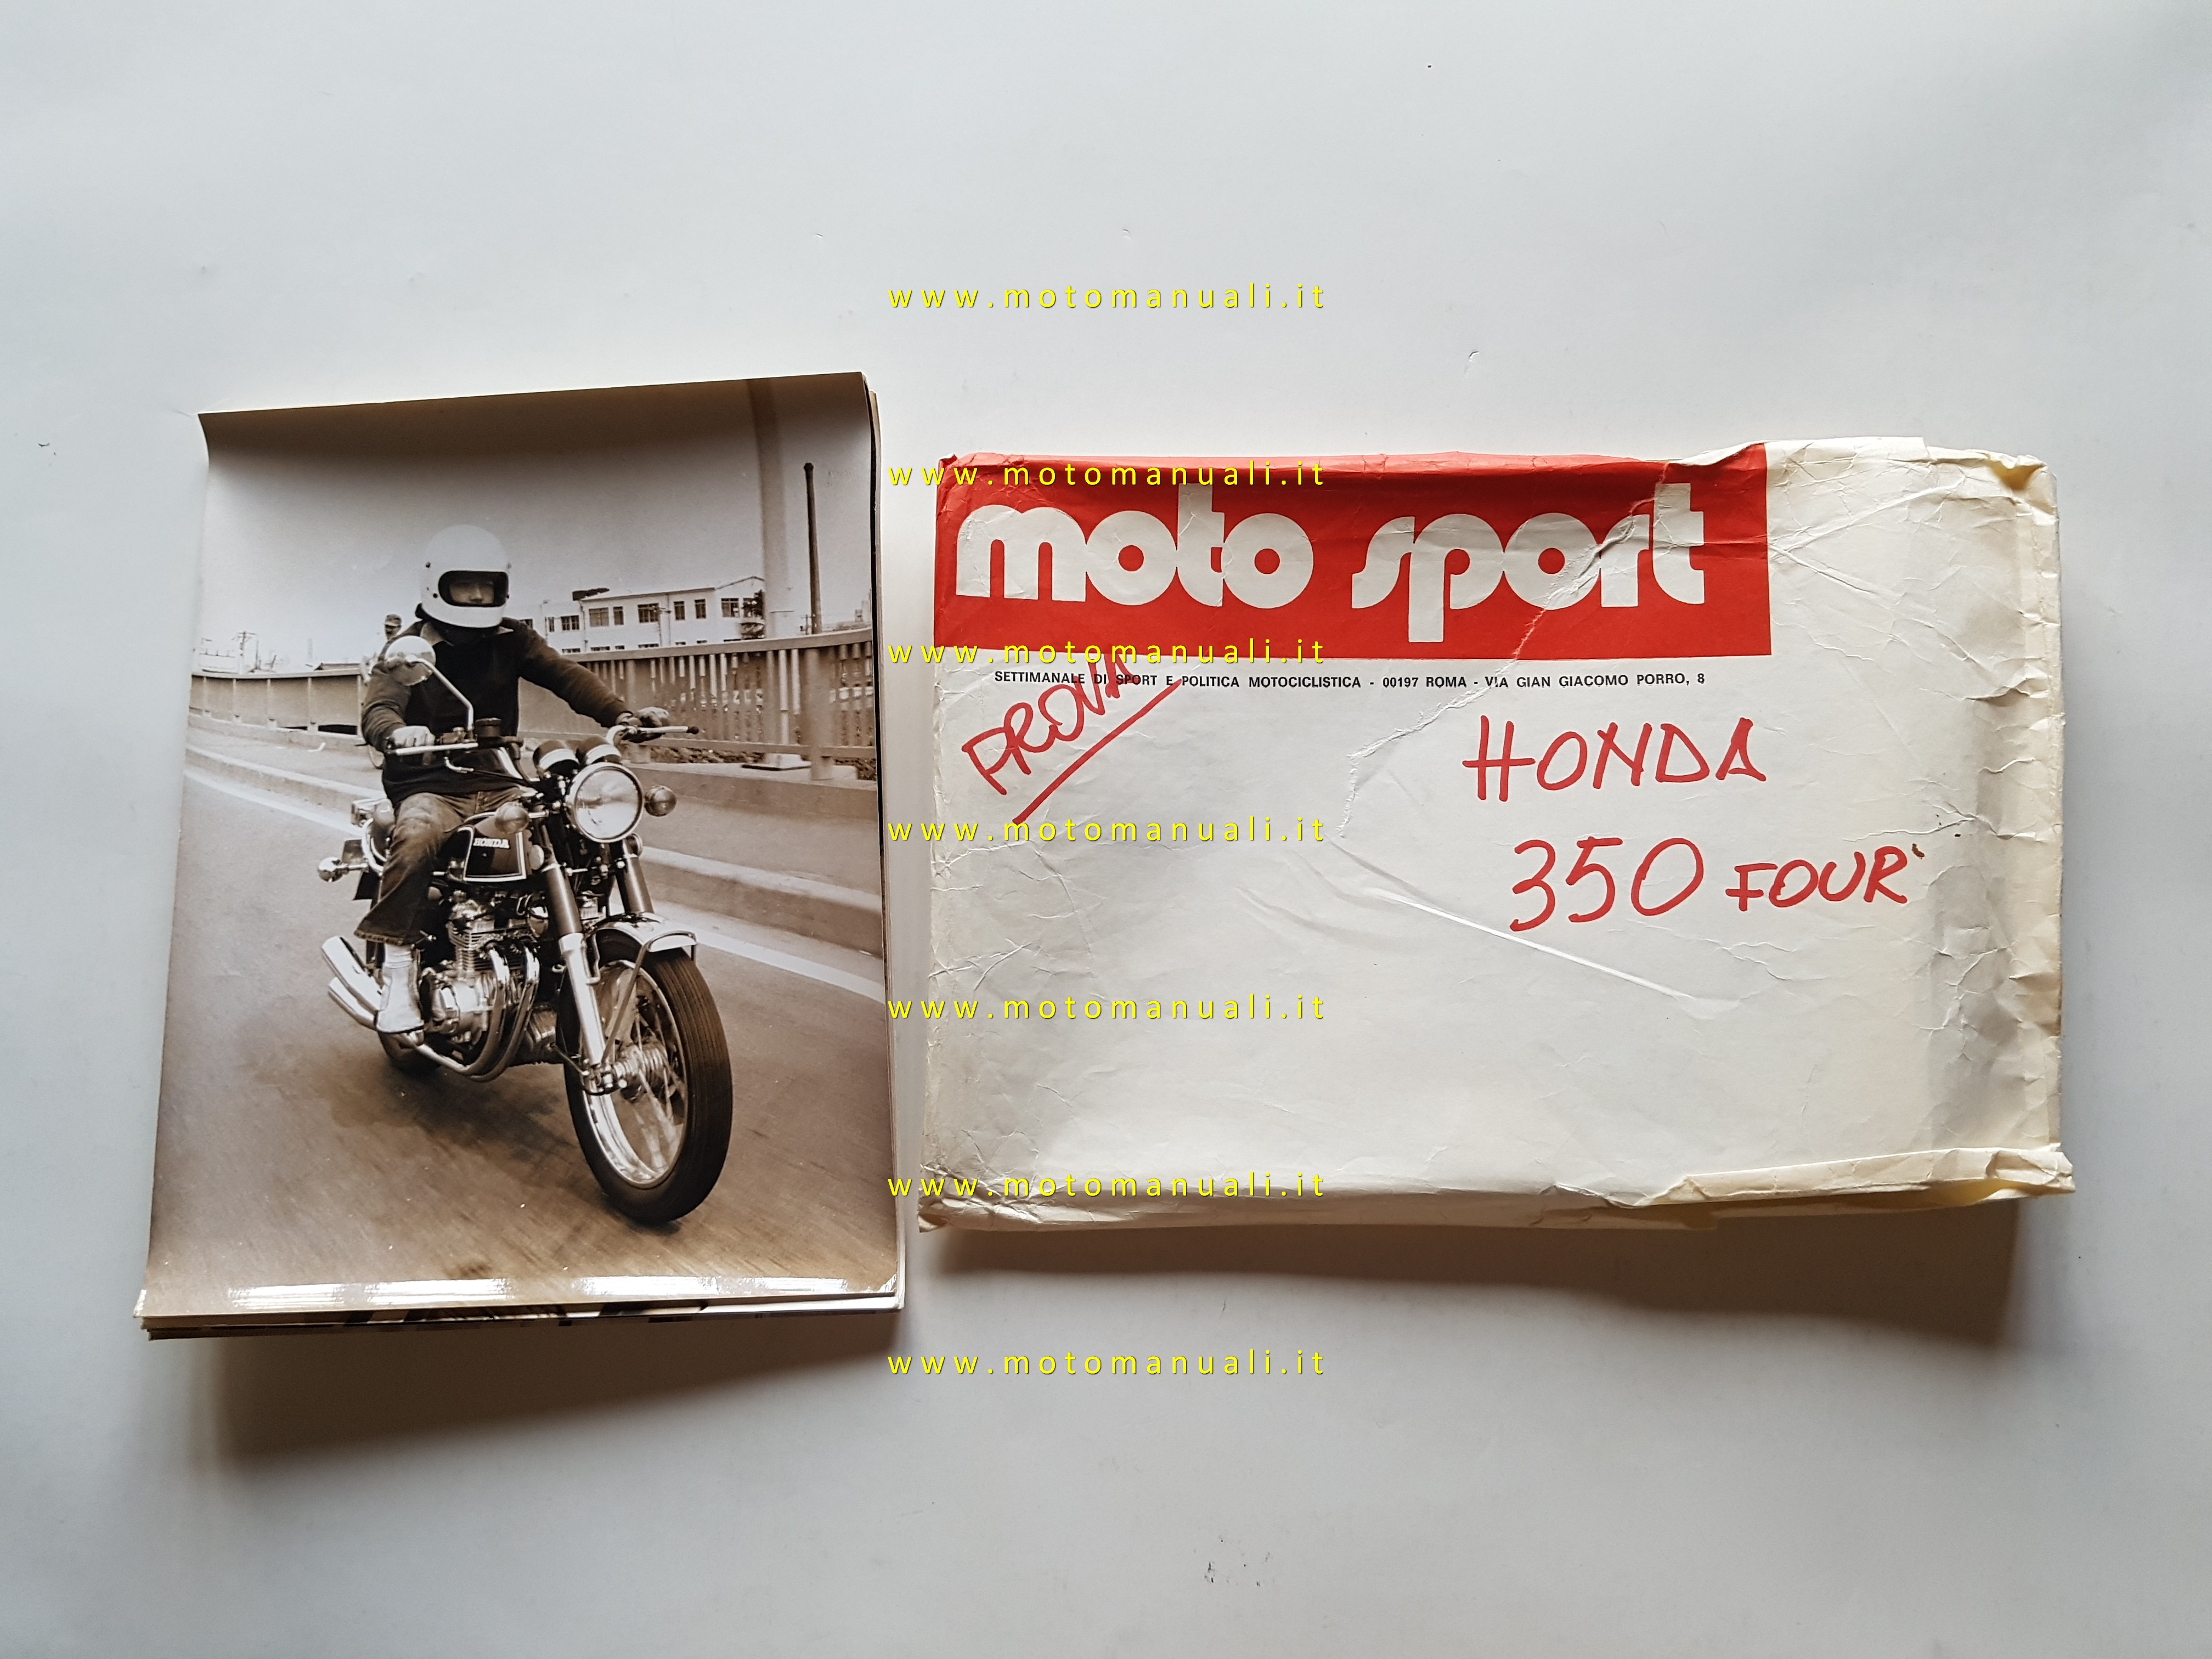 www.motomanuali.it
www.motomanuali.it
moto sport
www.motomanuali.it
SETTIMANALE DI SPORT E POLITICA MOTOCICLISTICA - 00197 ROMA - VIA GIAN GIACOMO PORRO, 8
PROVA
HONDA
www.motomanuali.it
HONDA
350 FOUR
www.motomanuali.it
www.motomanuali.it
www.motomanuali.it